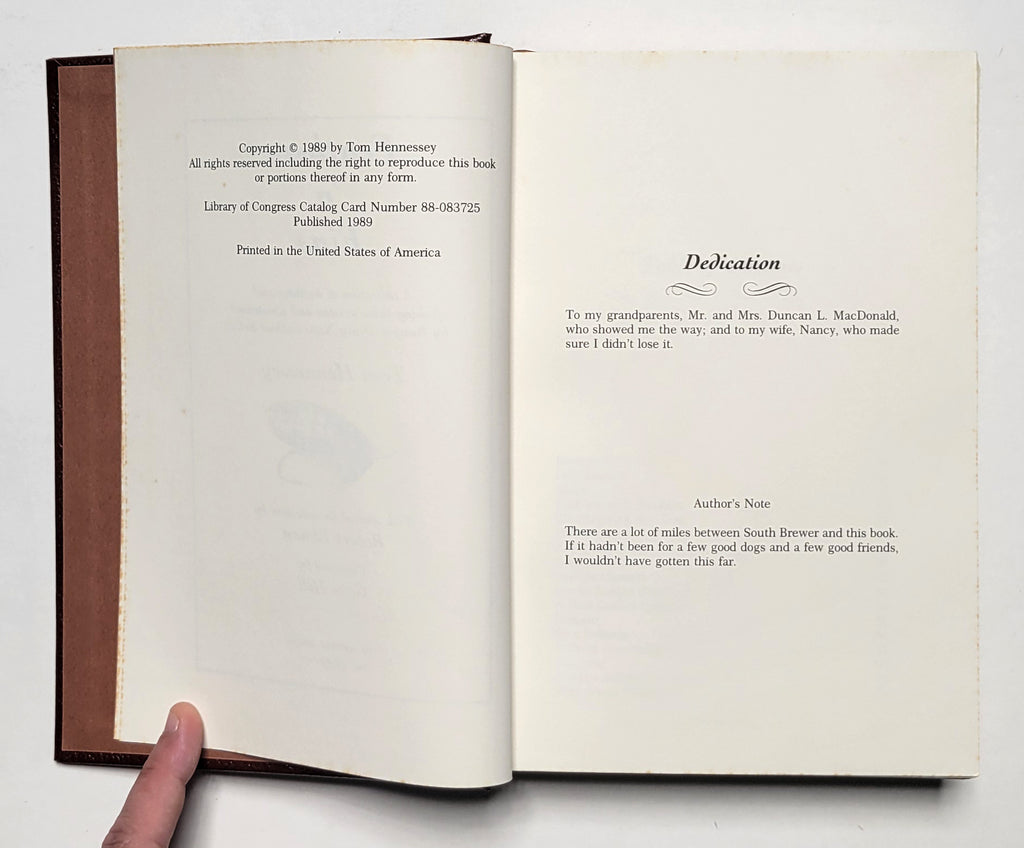 Copyright © 1989 by Tom Hennessey
All rights reserved including the right to reproduce this book
or portions thereof in any form.
Library of Congress Catalog Card Number 88-083725
Published 1989
Printed in the United States of America
Dedication
To my grandparents, Mr. and Mrs. Duncan L. MacDonald,
who showed me the way; and to my wife, Nancy, who made
sure I didn't lose it.
Author's Note
There are a lot of miles between South Brewer and this book.
If it hadn't been for a few good dogs and a few good friends,
I wouldn't have gotten this far.